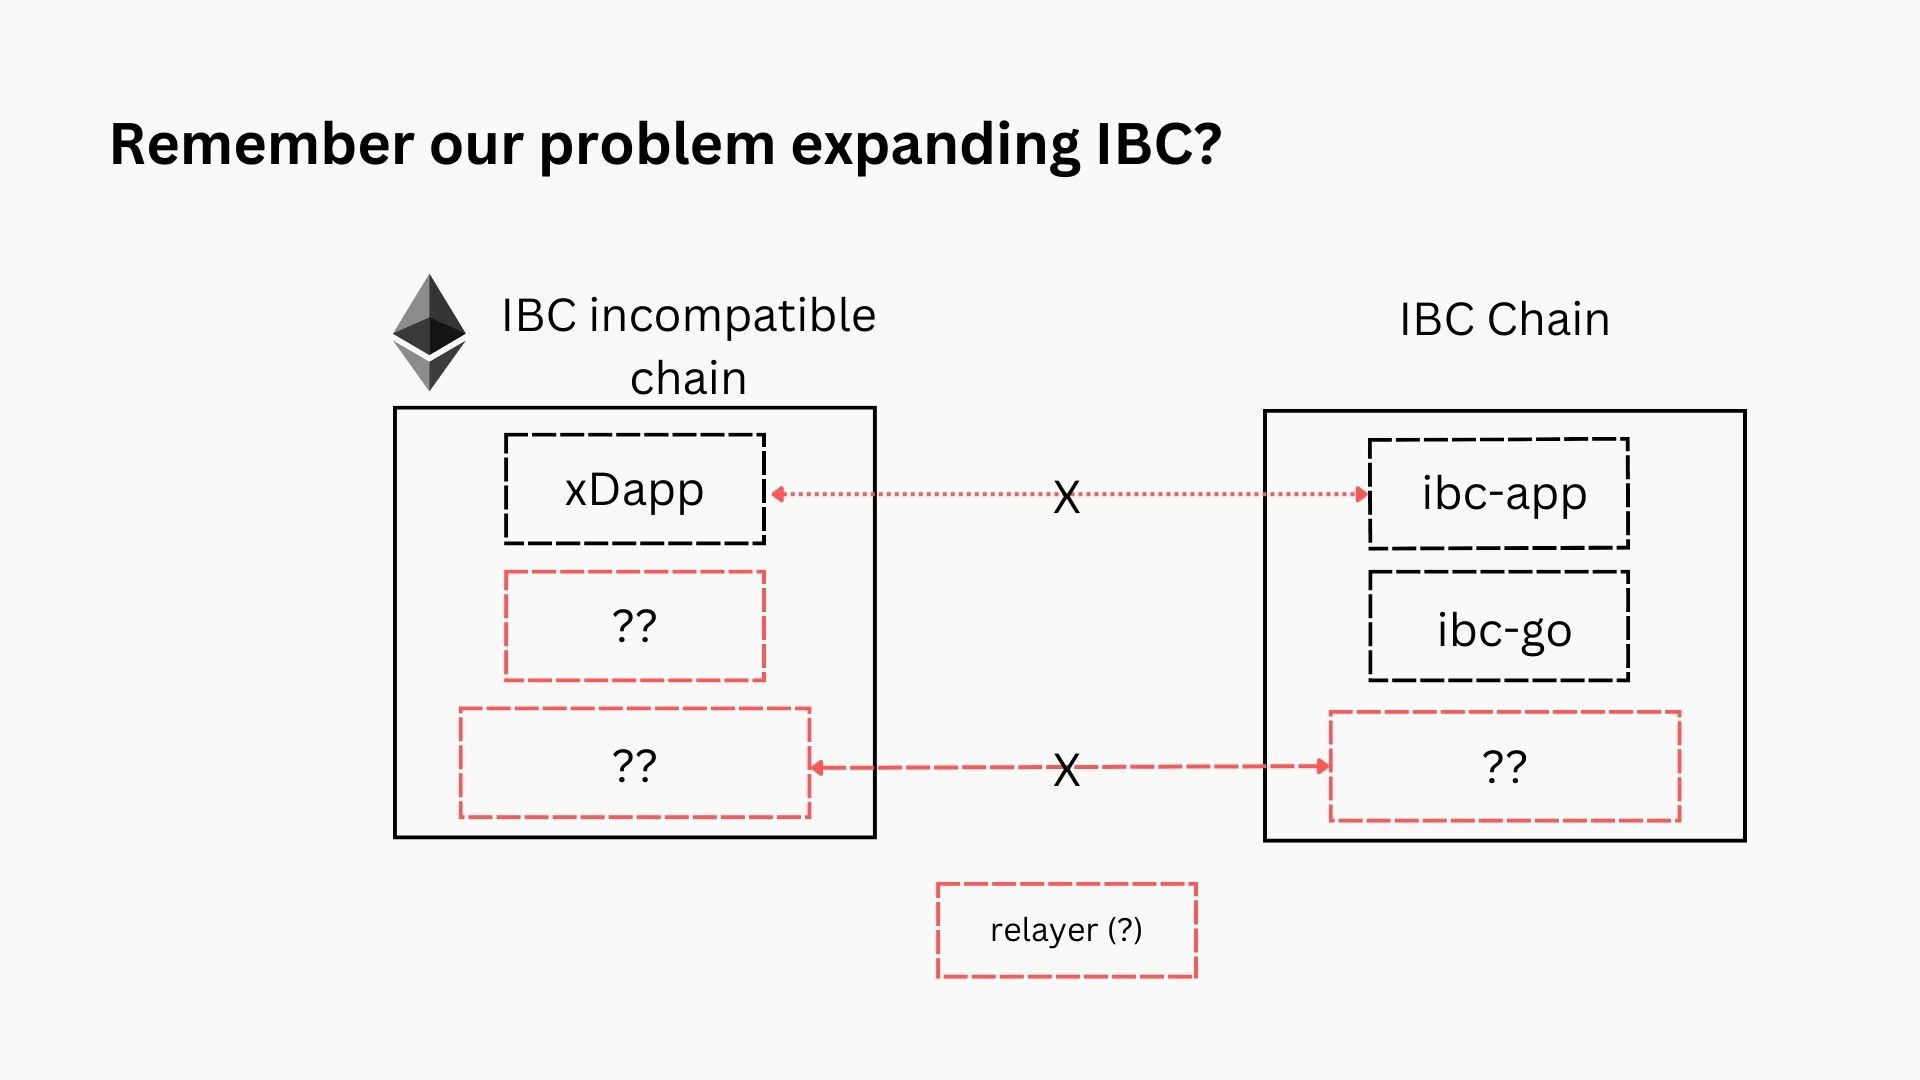 Remember our problem expanding IBC?
IBC incompatible
chain
IBC Chain
xDapp
X
ibc-app
??
ibc-go
??
X
??
relayer (?)